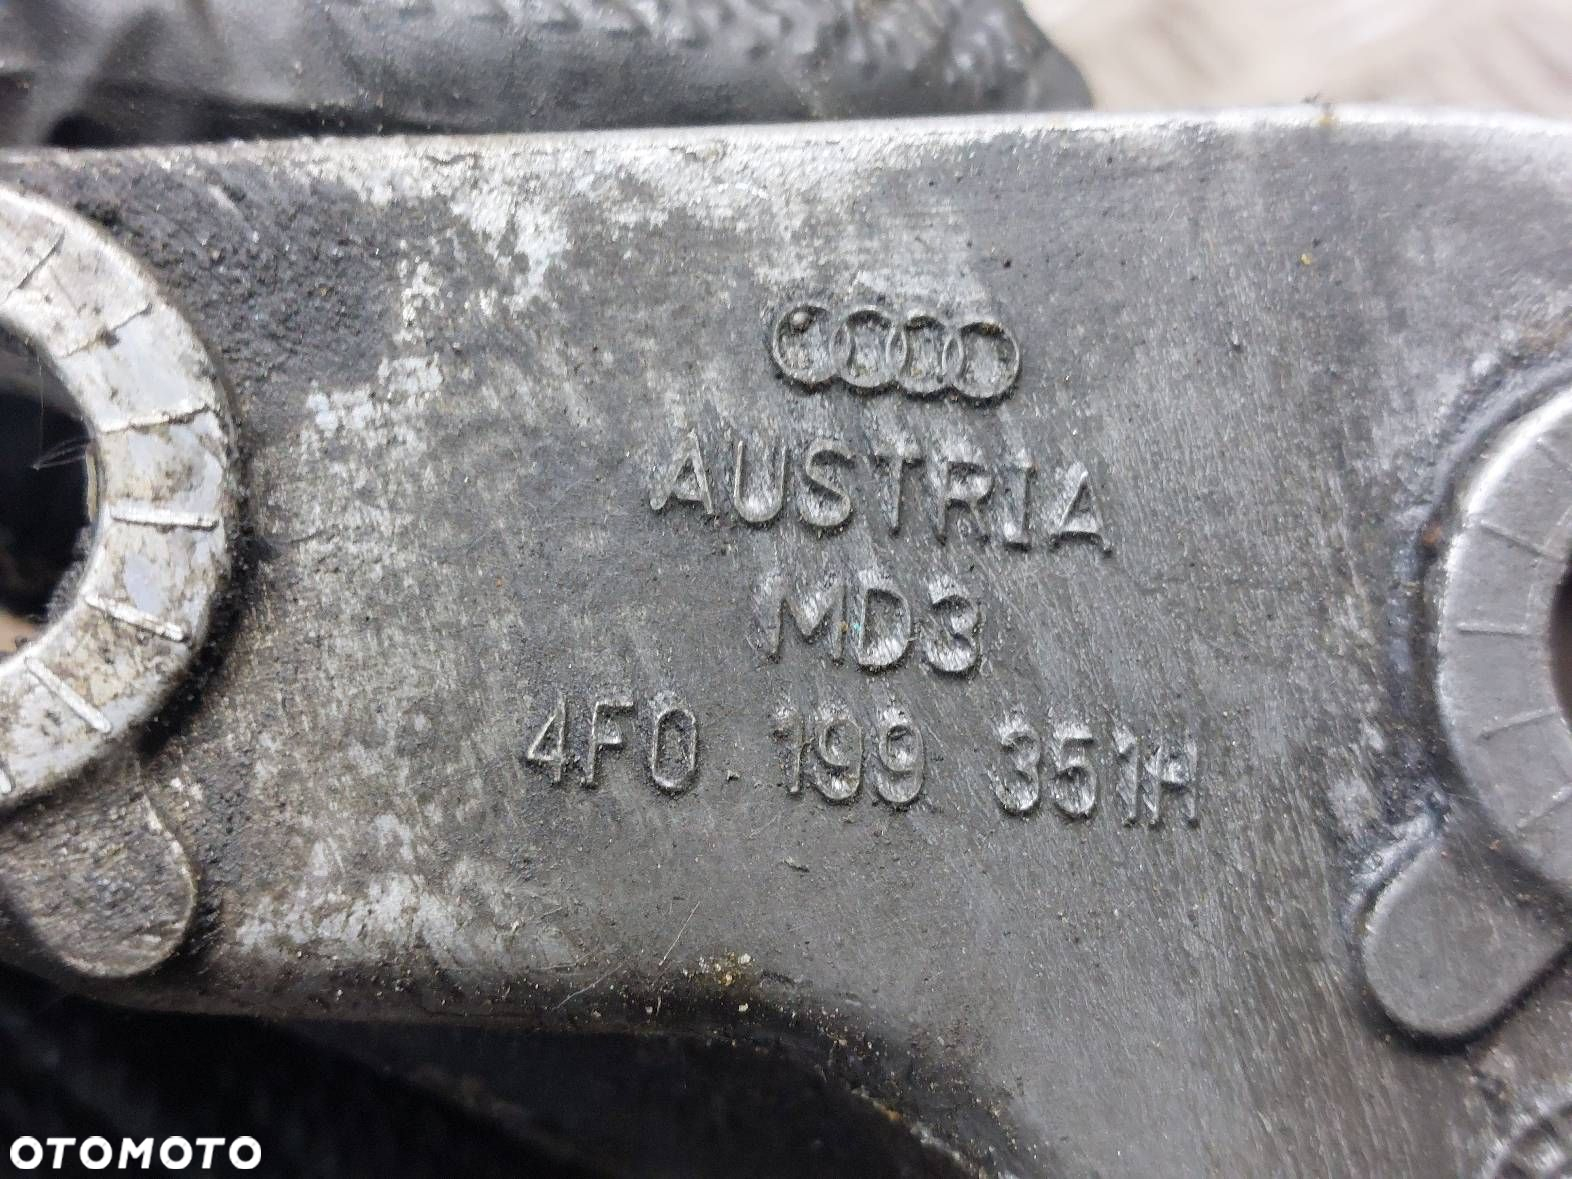 AUSTRIA
MD3
4F0 199 351H
OTOMOTO